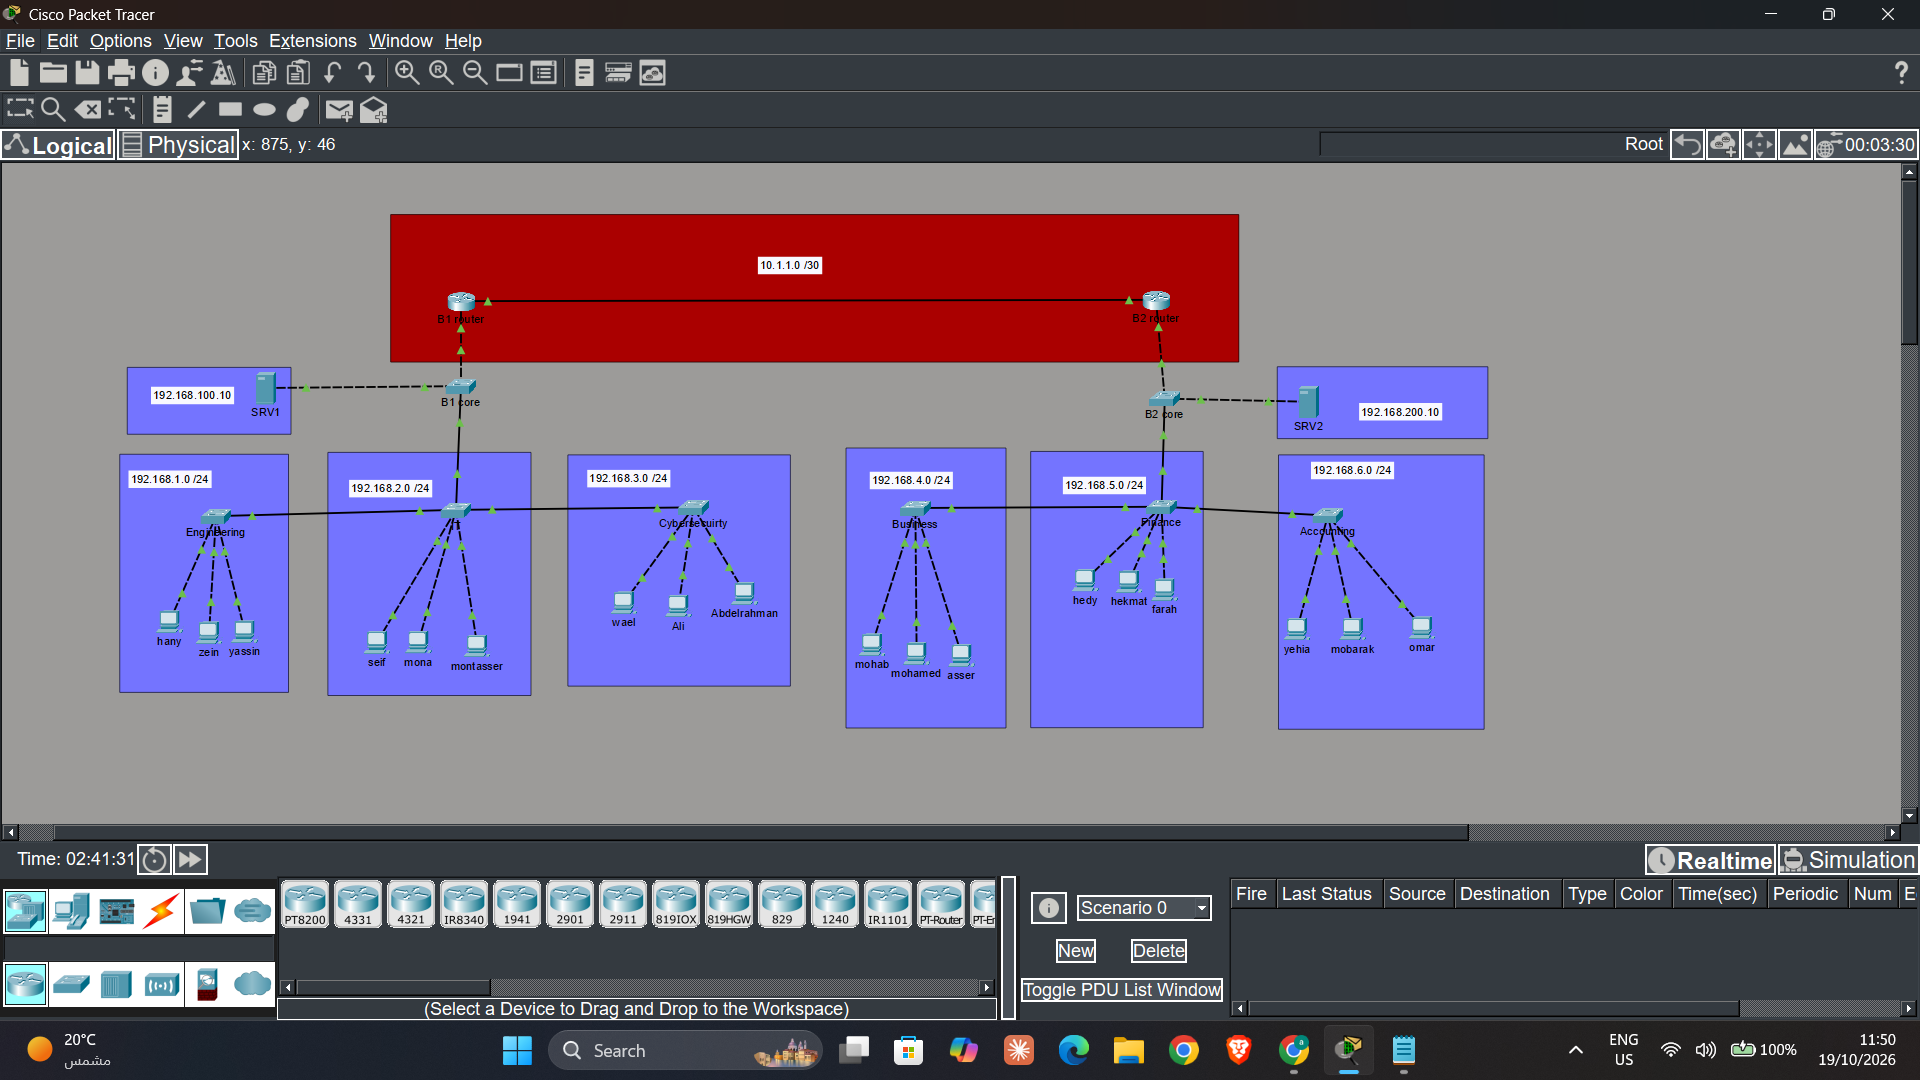 Cisco Packet Tracer
File Edit Options View Tools Extensions Window Help
Logical Physical x: 875, y: 46 Root 00:03:30
10.1.1.0 /30
B1 router B2 router
192.168.100.10 SRV1 B1 core B2 core SRV2 192.168.200.10
192.168.1.0 /24 192.168.2.0 /24 192.168.3.0 /24 192.168.4.0 /24 192.168.5.0 /24 192.168.6.0 /24
Enginering Cybersecuirty Business Finance Accounting
hany zein yassin
seif mona montasser
wael Ali Abdelrahman
mohab mohamed asser
hedy hekmat farah
yehia mobarak omar
Time: 02:41:31 Realtime Simulation
PT8200 4331 4321 IR8340 1941 2901 2911 819IOX 819HGW 829 1240 IR1101 PT-Router PT-Em
(Select a Device to Drag and Drop to the Workspace)
Scenario 0
New Delete
Toggle PDU List Window
Fire Last Status Source Destination Type Color Time(sec) Periodic Num E
20°C
مشمس
Search
ENG
US
100%
11:50
19/10/2026